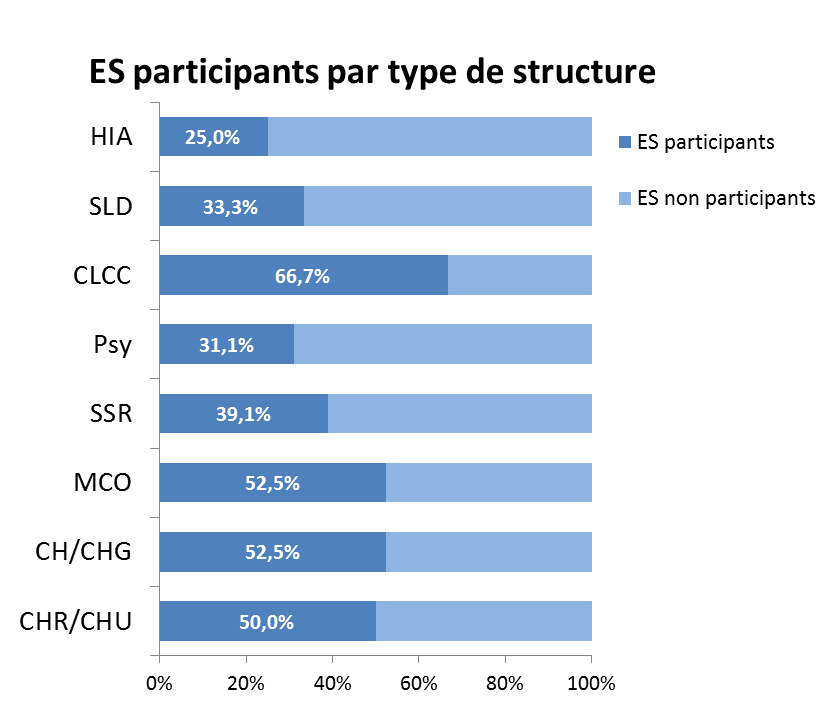 ES participants par type de structure
HIA
25,0%
SLD
33,3%
CLCC
66,7%
Psy
31,1%
SSR
39,1%
MCO
52,5%
CH/CHG
52,5%
CHR/CHU
50,0%
0% 20% 40% 60% 80% 100%
ES participants
ES non participants